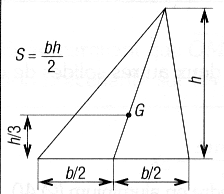 S = bh/2
G
h
h/3
b/2
b/2